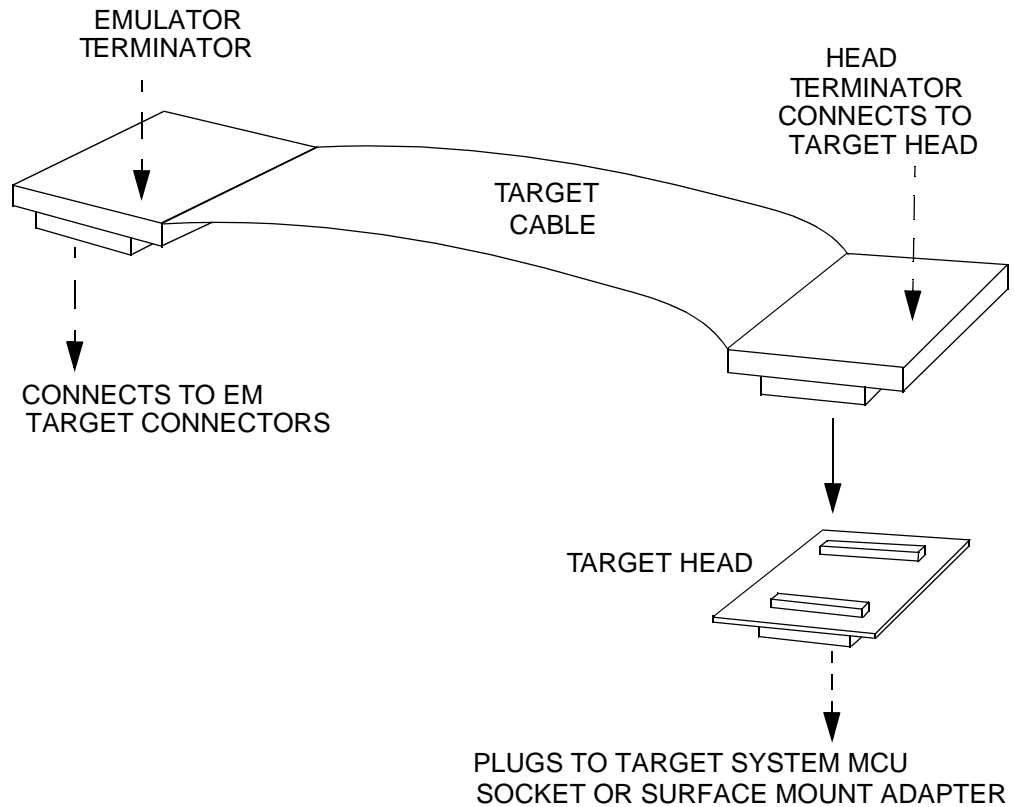 EMULATOR
TERMINATOR
HEAD
TERMINATOR
CONNECTS TO
TARGET HEAD
TARGET
CABLE
CONNECTS TO EM
TARGET CONNECTORS
TARGET HEAD
PLUGS TO TARGET SYSTEM MCU
SOCKET OR SURFACE MOUNT ADAPTER